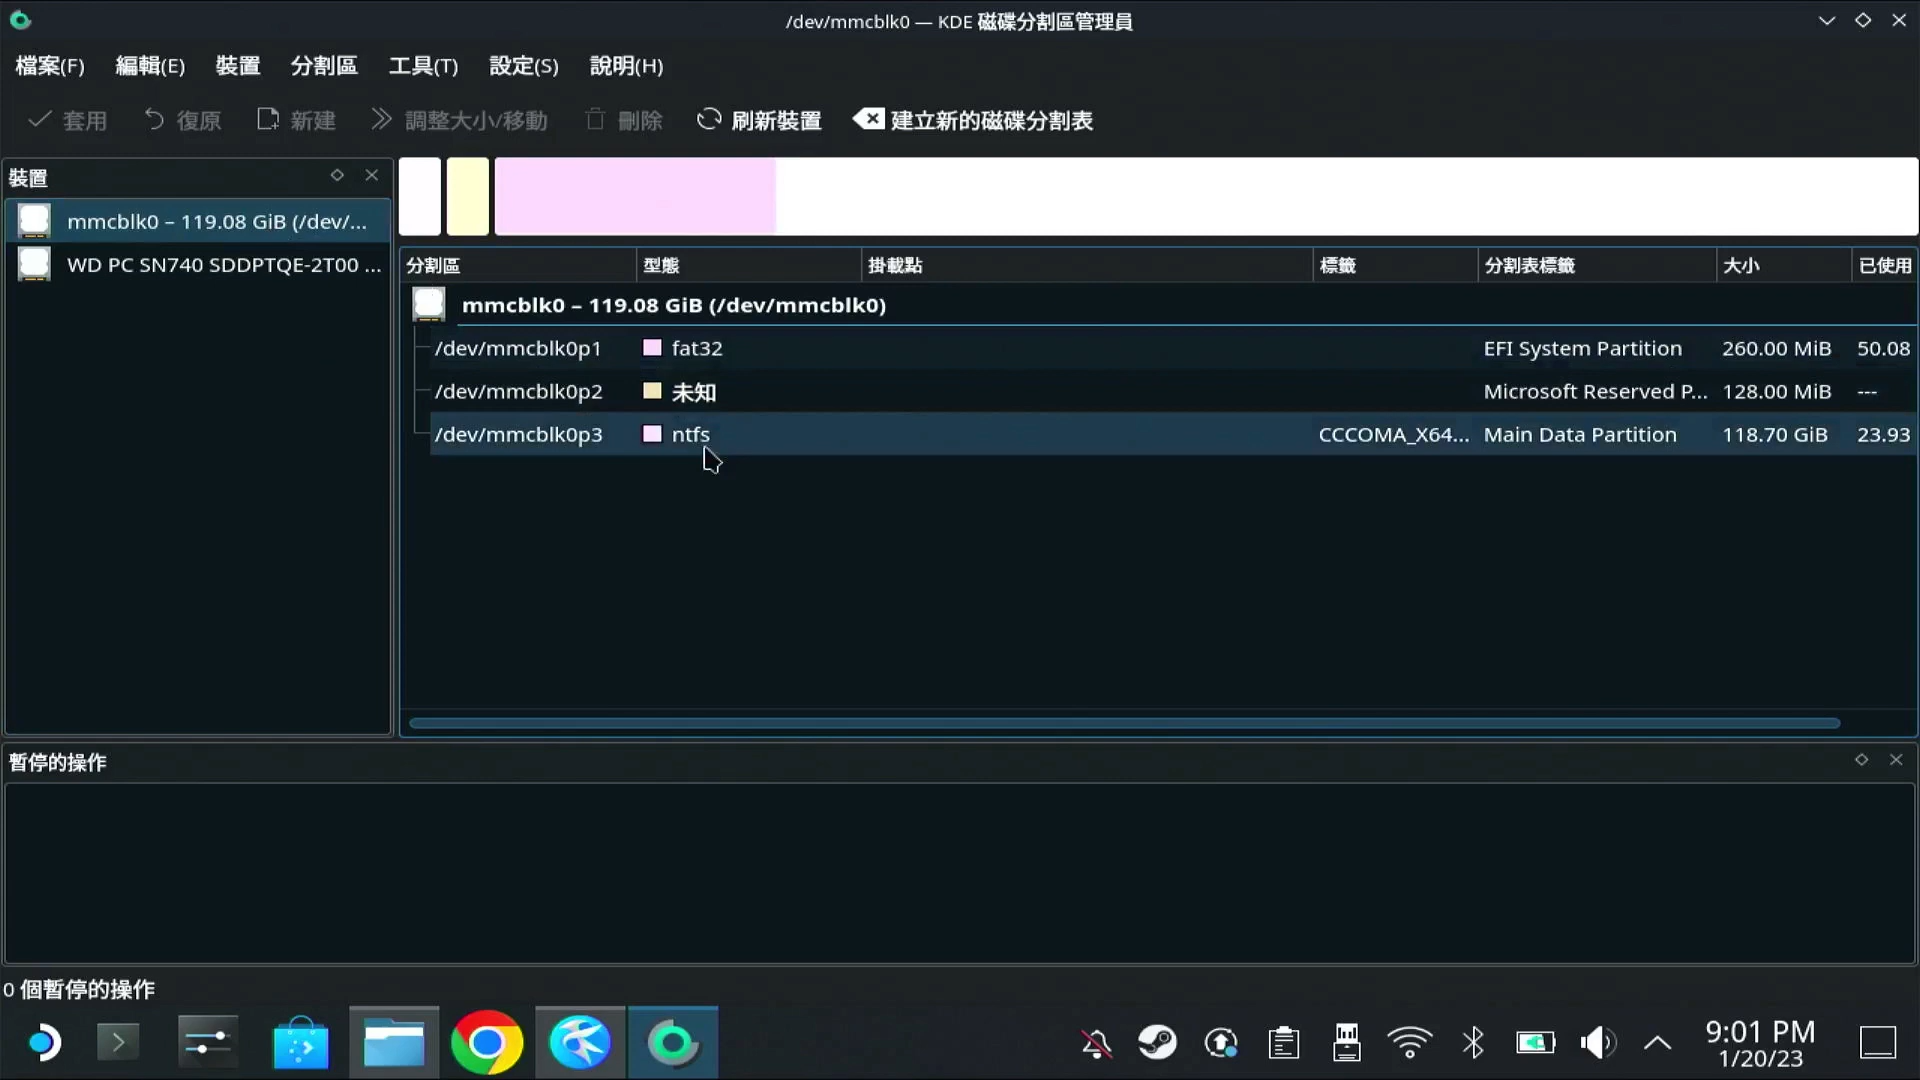 /dev/mmcblk0 — KDE 磁碟分割區管理員
檔案(F) 編輯(E) 裝置 分割區 工具(T) 設定(S) 說明(H)
套用 復原 新建 調整大小/移動 刪除 刷新裝置 建立新的磁碟分割表
裝置
mmcblk0 – 119.08 GiB (/dev/...
WD PC SN740 SDDPTQE-2T00 ...
分割區 型態 掛載點 標籤 分割表標籤 大小 已使用
mmcblk0 – 119.08 GiB (/dev/mmcblk0)
/dev/mmcblk0p1 fat32 EFI System Partition 260.00 MiB 50.08
/dev/mmcblk0p2 未知 Microsoft Reserved P... 128.00 MiB ---
/dev/mmcblk0p3 ntfs CCCOMA_X64... Main Data Partition 118.70 GiB 23.93
暫停的操作
0 個暫停的操作
9:01 PM
1/20/23